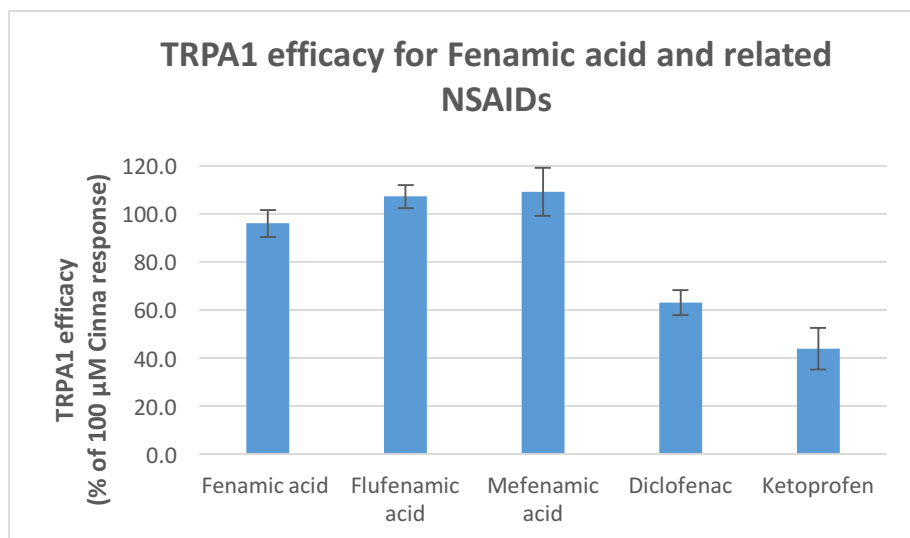 TRPA1 efficacy for Fenamic acid and related
NSAIDs
TRPA1 efficacy
(% of 100 µM Cinna response)
120.0
100.0
80.0
60.0
40.0
20.0
0.0
Fenamic acid
Flufenamic
acid
Mefenamic
acid
Diclofenac
Ketoprofen